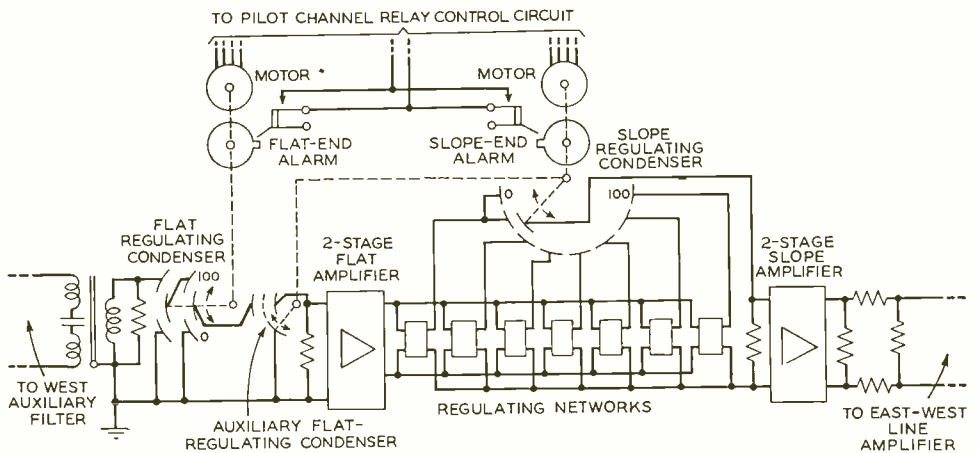 TO PILOT CHANNEL RELAY CONTROL CIRCUIT
MOTOR
MOTOR
FLAT-END
ALARM
SLOPE-END
ALARM
SLOPE
REGULATING
CONDENSER
0
100
FLAT
REGULATING
CONDENSER
100
0
2-STAGE
FLAT
AMPLIFIER
2-STAGE
SLOPE
AMPLIFIER
TO WEST
AUXILIARY
FILTER
AUXILIARY FLAT-
REGULATING CONDENSER
REGULATING NETWORKS
TO EAST-WEST
LINE
AMPLIFIER